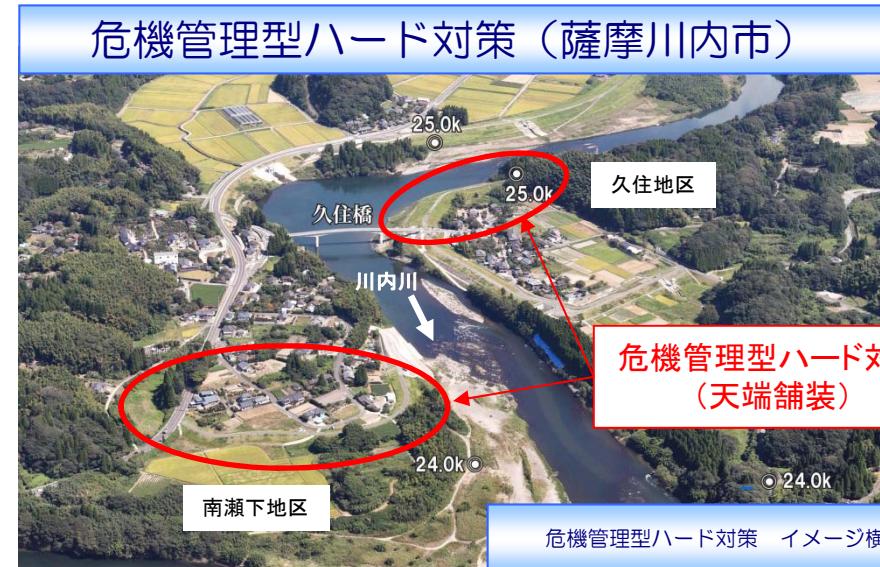 危機管理型ハード対策（薩摩川内市）
25.0k
25.0k
久住地区
久住橋
川内川
危機管理型ハード対
（天端舗装）
24.0k
24.0k
南瀬下地区
危機管理型ハード対策　イメージ横